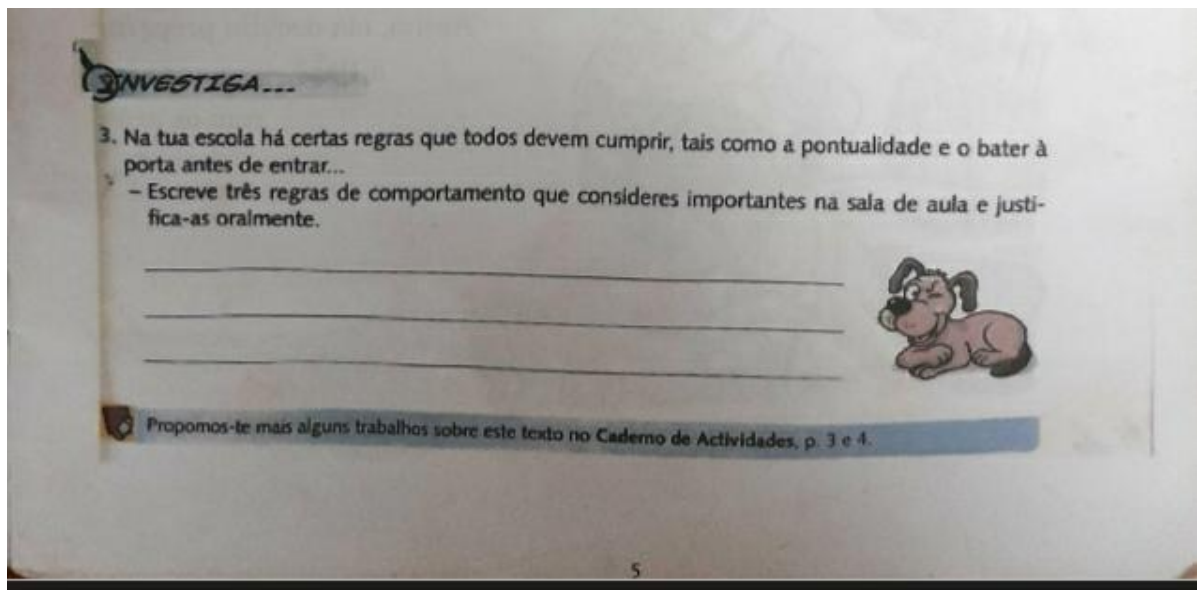 INVESTIGA...
3. Na tua escola há certas regras que todos devem cumprir, tais como a pontualidade e o bater à
porta antes de entrar...
– Escreve três regras de comportamento que consideres importantes na sala de aula e justi-
fica-as oralmente.
Propomos-te mais alguns trabalhos sobre este texto no Caderno de Actividades, p. 3 e 4.
5